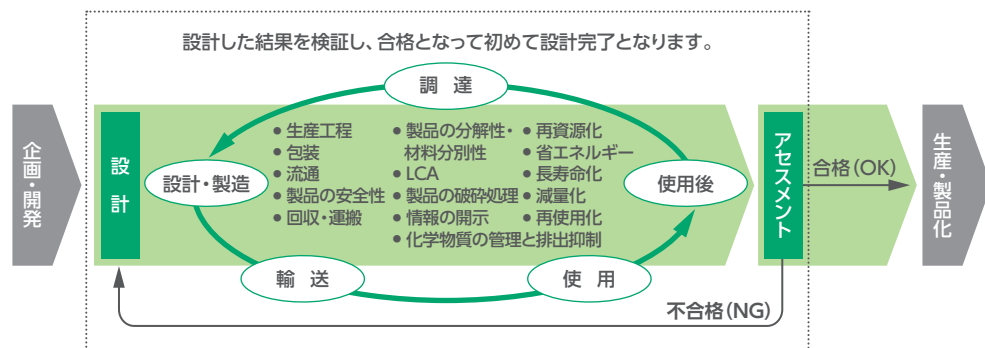 設計した結果を検証し、合格となって初めて設計完了となります。
企画・開発
設計
調 達
設計・製造
輸 送
使 用
使用後
● 生産工程
● 包装
● 流通
● 製品の安全性
● 回収・運搬
● 製品の分解性・
材料分別性
● LCA
● 製品の破砕処理
● 情報の開示
● 化学物質の管理と排出抑制
● 再資源化
● 省エネルギー
● 長寿命化
● 減量化
● 再使用化
アセスメント
合格(OK)
不合格(NG)
生産・製品化